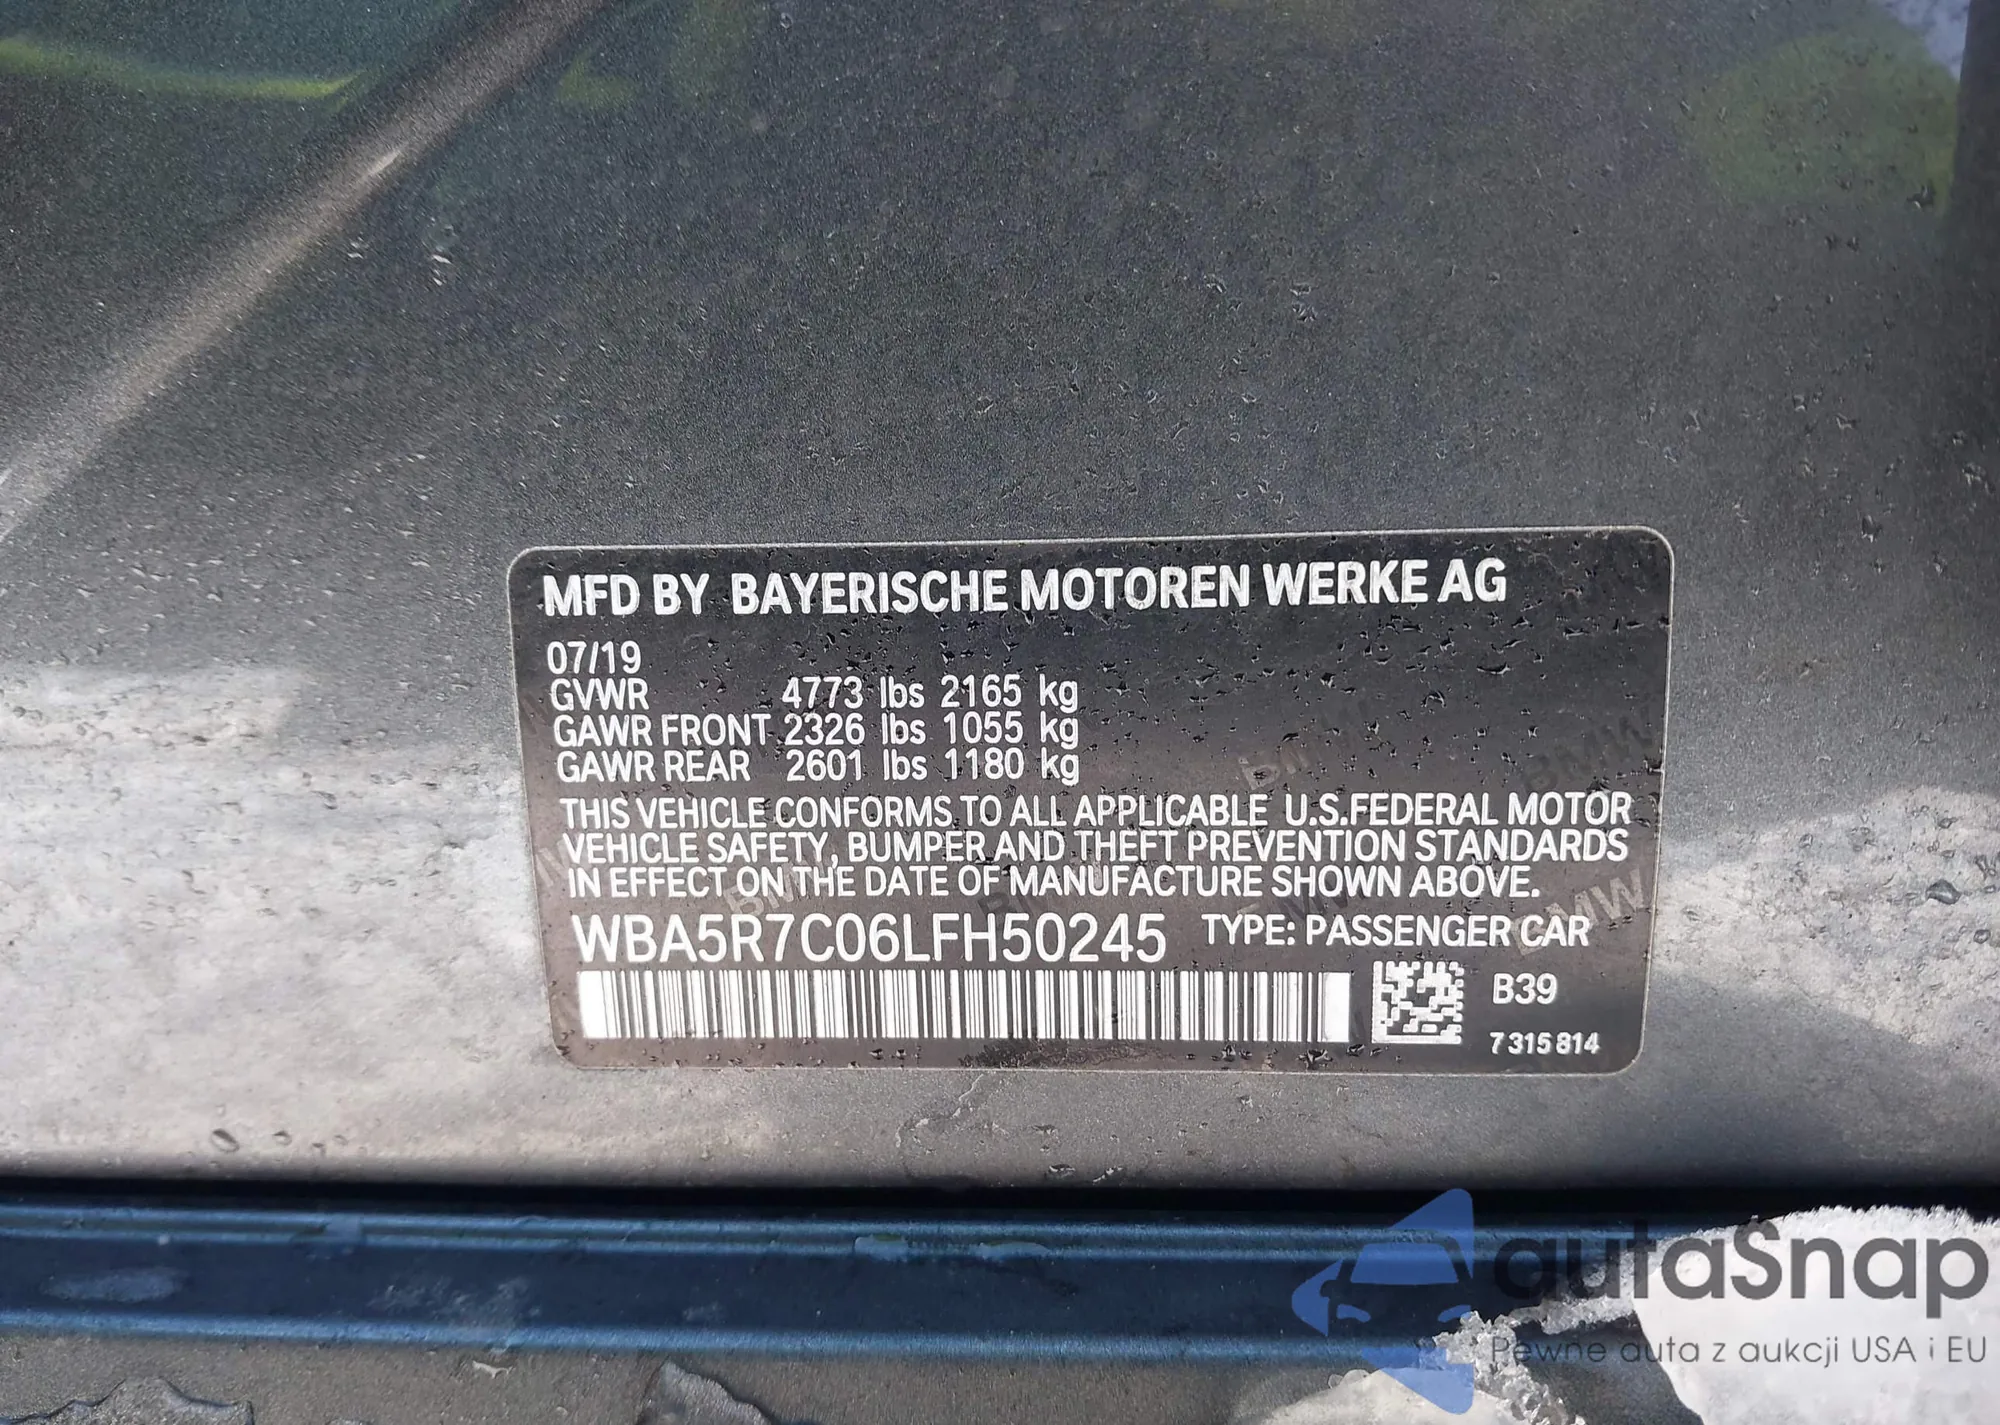 MFD BY BAYERISCHE MOTOREN WERKE AG
07/19
GVWR 4773 lbs 2165 kg
GAWR FRONT 2326 lbs 1055 kg
GAWR REAR 2601 lbs 1180 kg
THIS VEHICLE CONFORMS TO ALL APPLICABLE U.S.FEDERAL MOTOR
VEHICLE SAFETY, BUMPER AND THEFT PREVENTION STANDARDS
IN EFFECT ON THE DATE OF MANUFACTURE SHOWN ABOVE.
WBA5R7C06LFH50245 TYPE: PASSENGER CAR
B39
7315814
autaSnap
Pewne auta z aukcji USA i EU